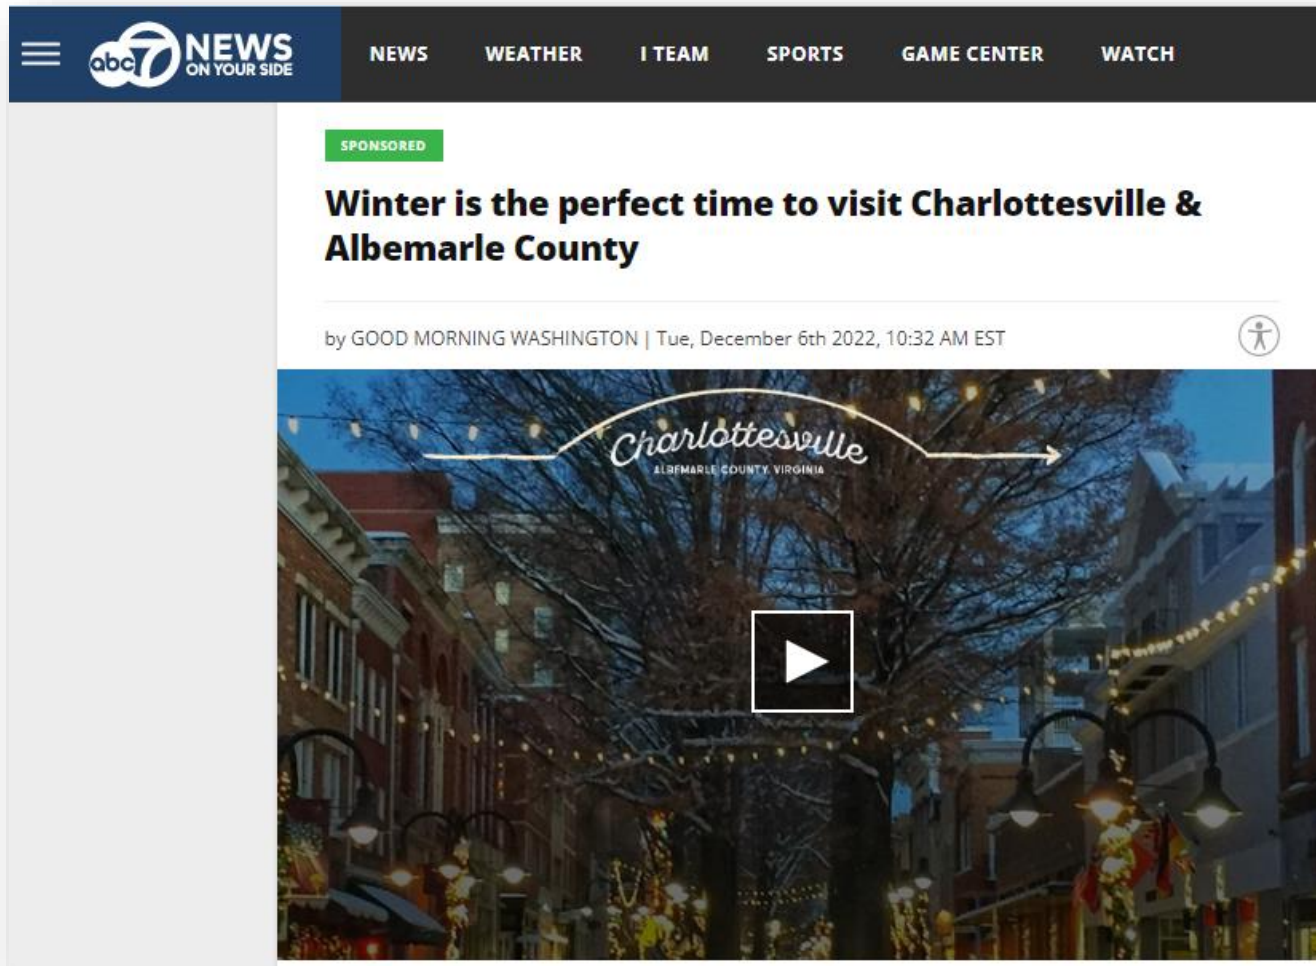 abc7 NEWS
ON YOUR SIDE
NEWS WEATHER I TEAM SPORTS GAME CENTER WATCH
SPONSORED
Winter is the perfect time to visit Charlottesville &
Albemarle County
by GOOD MORNING WASHINGTON | Tue, December 6th 2022, 10:32 AM EST
Charlottesville
ALBEMARLE COUNTY, VIRGINIA